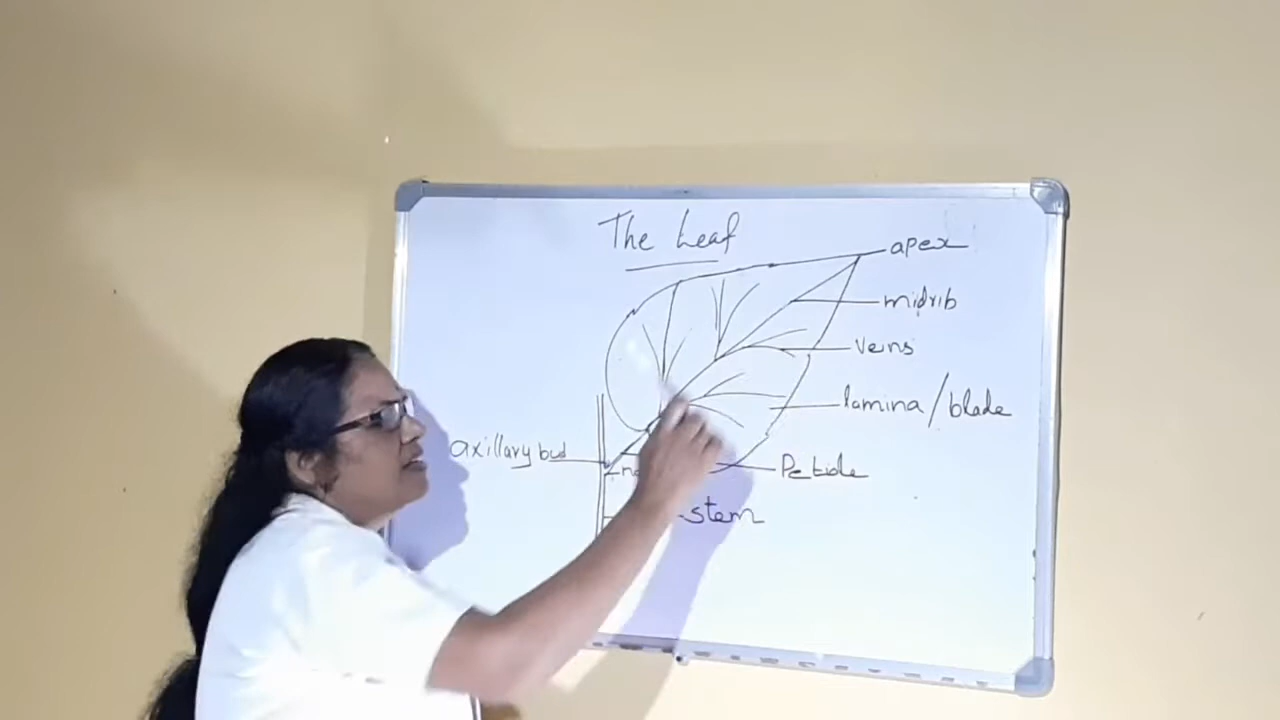 The Leaf
apex
midrib
veins
lamina/blade
axillary bud
Petiole
stem